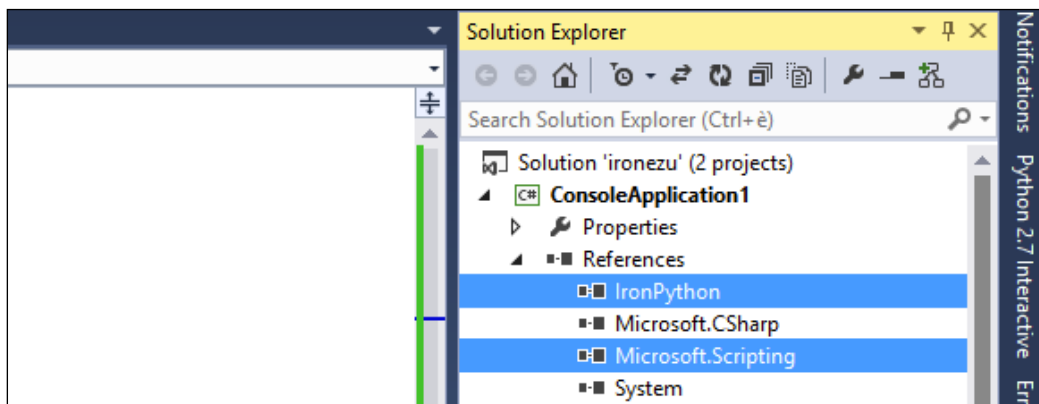 Solution Explorer
Search Solution Explorer (Ctrl+è)
Solution 'ironezu' (2 projects)
C# ConsoleApplication1
Properties
References
IronPython
Microsoft.CSharp
Microsoft.Scripting
System
Notifications
Python 2.7 Interactive
Err